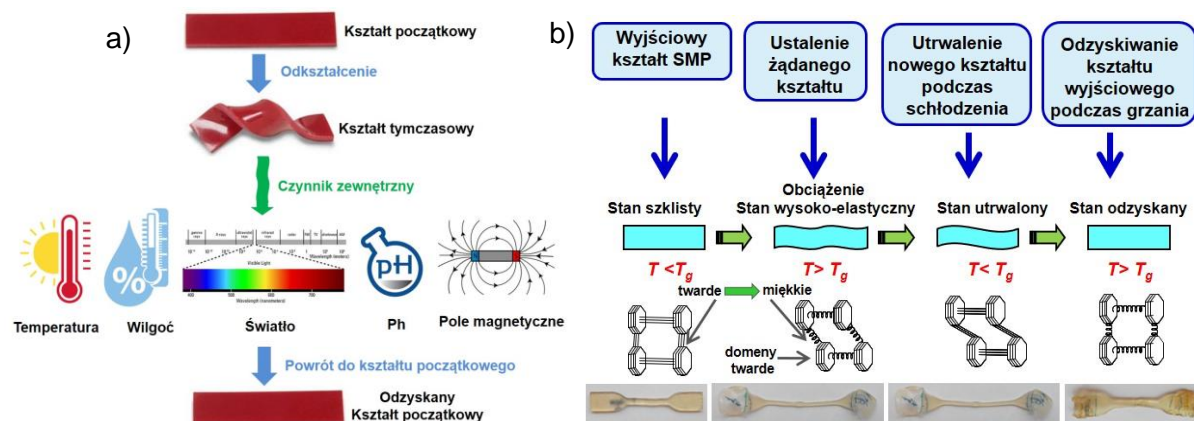 a)
Kształt początkowy
Odkształcenie
Kształt tymczasowy
Czynnik zewnętrzny
%
pH
Temperatura
Wilgoć
Światło
Ph
Pole magnetyczne
Powrót do kształtu początkowego
Odzyskany
Kształt początkowy
b)
Wyjściowy
kształt SMP
Ustalenie
żądanego
kształtu
Utrwalenie
nowego kształtu
podczas
schłodzenia
Odzyskiwanie
kształtu
wyjściowego
podczas grzania
Stan szklisty
Obciążenie
Stan wysoko-elastyczny
Stan utrwalony
Stan odzyskany
T <Tg
T> Tg
T< Tg
T> Tg
twarde
miękkie
domeny
twarde